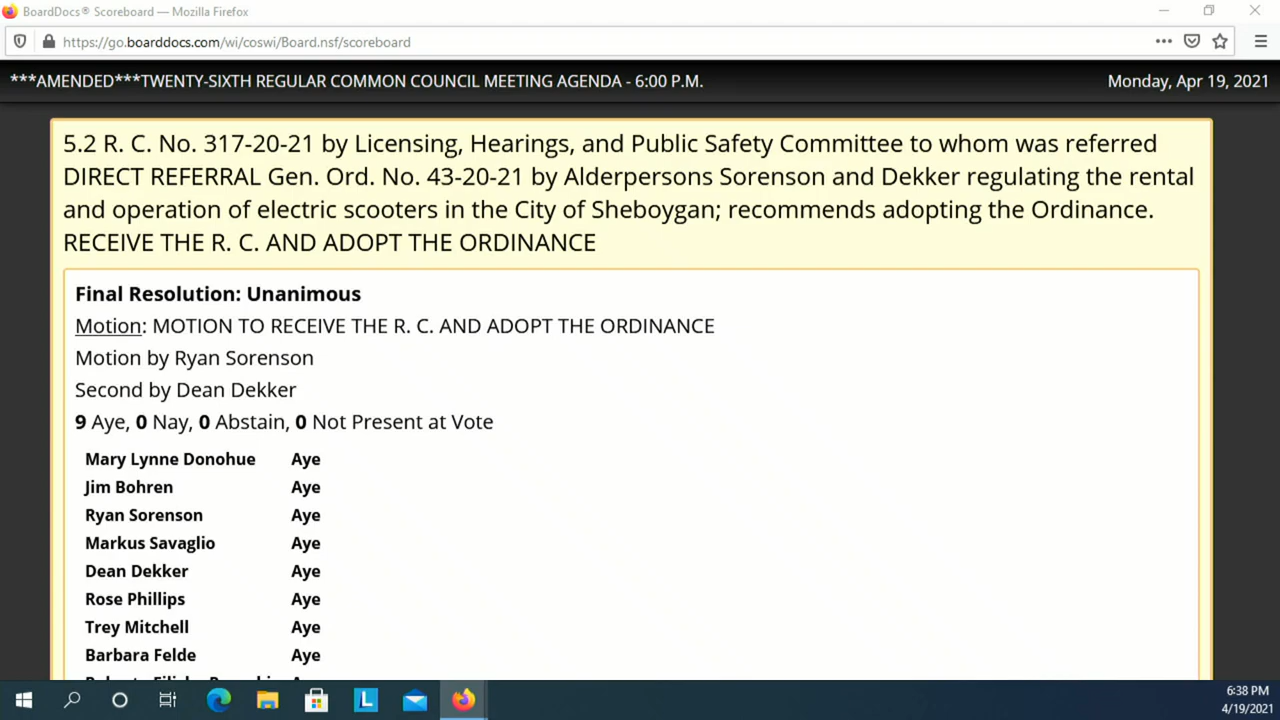 BoardDocs® Scoreboard — Mozilla Firefox
https://go.boarddocs.com/wi/coswi/Board.nsf/scoreboard
***AMENDED***TWENTY-SIXTH REGULAR COMMON COUNCIL MEETING AGENDA - 6:00 P.M. Monday, Apr 19, 2021
5.2 R. C. No. 317-20-21 by Licensing, Hearings, and Public Safety Committee to whom was referred
DIRECT REFERRAL Gen. Ord. No. 43-20-21 by Alderpersons Sorenson and Dekker regulating the rental
and operation of electric scooters in the City of Sheboygan; recommends adopting the Ordinance.
RECEIVE THE R. C. AND ADOPT THE ORDINANCE
Final Resolution: Unanimous
Motion: MOTION TO RECEIVE THE R. C. AND ADOPT THE ORDINANCE
Motion by Ryan Sorenson
Second by Dean Dekker
9 Aye, 0 Nay, 0 Abstain, 0 Not Present at Vote
Mary Lynne Donohue Aye
Jim Bohren Aye
Ryan Sorenson Aye
Markus Savaglio Aye
Dean Dekker Aye
Rose Phillips Aye
Trey Mitchell Aye
Barbara Felde Aye
L
6:38 PM
4/19/2021